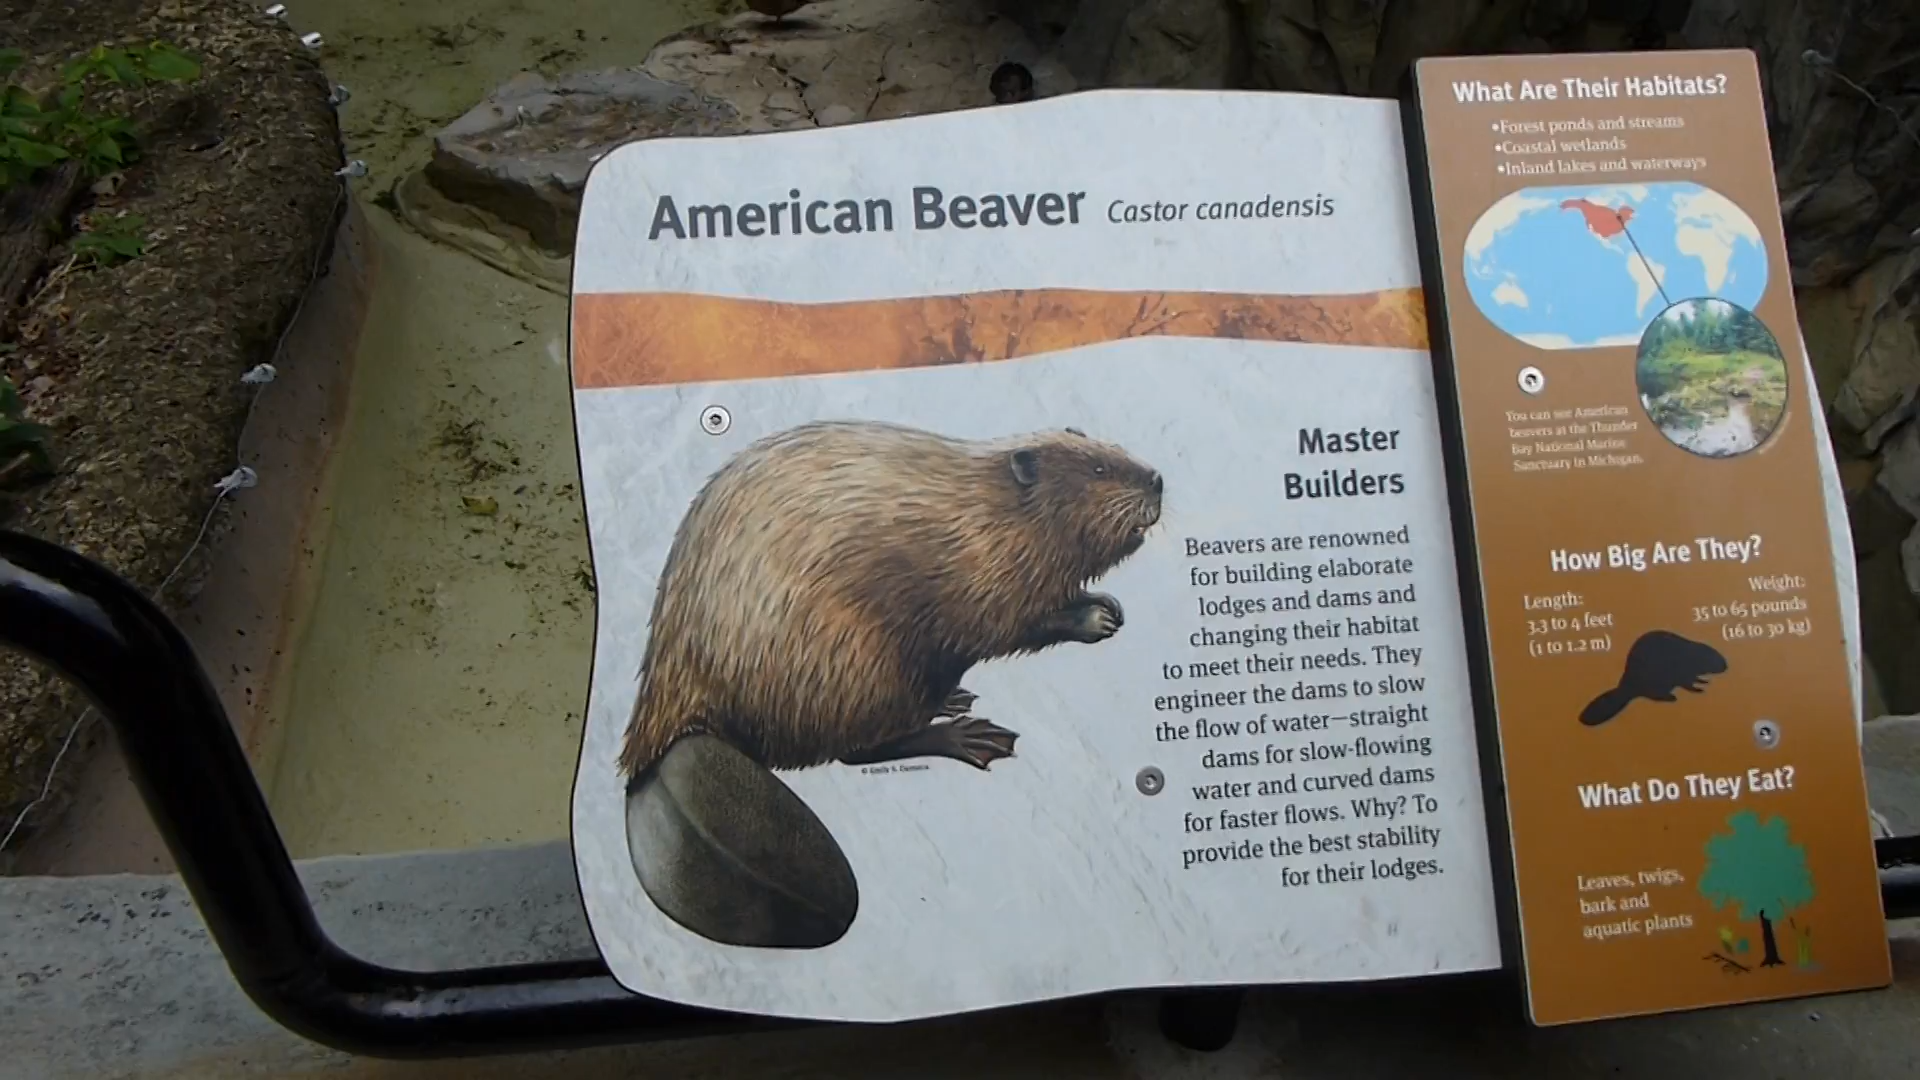 American Beaver Castor canadensis
Master
Builders
Beavers are renowned
for building elaborate
lodges and dams and
changing their habitat
to meet their needs. They
engineer the dams to slow
the flow of water—straight
dams for slow-flowing
water and curved dams
for faster flows. Why? To
provide the best stability
for their lodges.
What Are Their Habitats?
•Forest ponds and streams
•Coastal wetlands
•Inland lakes and waterways
You can see American
beavers at the Thunder
Bay National Marine
Sanctuary in Michigan.
How Big Are They?
Length:
3.3 to 4 feet
(1 to 1.2 m)
Weight:
35 to 65 pounds
(16 to 30 kg)
What Do They Eat?
Leaves, twigs,
bark and
aquatic plants